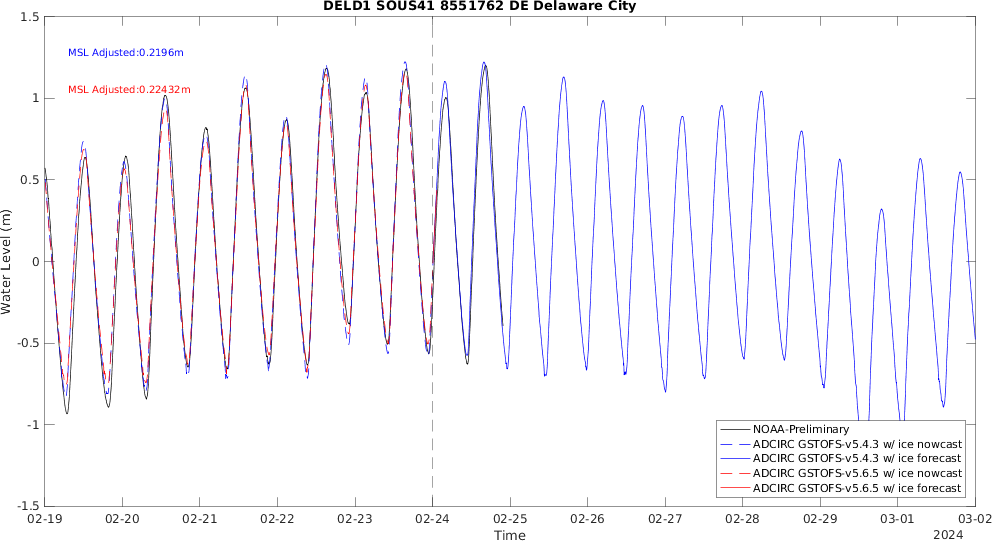 DELD1 SOUS41 8551762 DE Delaware City
1.5
MSL Adjusted:0.2196m
MSL Adjusted:0.22432m
1
0.5
0
-0.5
-1
-1.5
Water Level (m)
NOAA-Preliminary
ADCIRC GSTOFS-v5.4.3 w/ ice nowcast
ADCIRC GSTOFS-v5.4.3 w/ ice forecast
ADCIRC GSTOFS-v5.6.5 w/ ice nowcast
ADCIRC GSTOFS-v5.6.5 w/ ice forecast
02-19 02-20 02-21 02-22 02-23 02-24 02-25 02-26 02-27 02-28 02-29 03-01 03-02
Time
2024